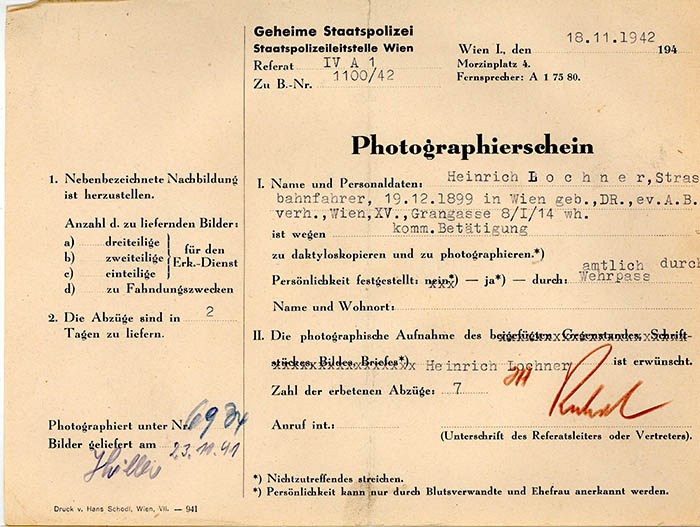 Geheime Staatspolizei
Staatspolizeileitstelle Wien
Referat IV A 1
Zu B.-Nr. 1100/42
18.11.1942
Wien I., den 194
Morzinplatz 4.
Fernsprecher: A 1 75 80.
Photographierschein
1. Nebenbezeichnete Nachbildung
ist herzustellen.
Anzahl d. zu liefernden Bilder:
a) dreiteilige
b) zweiteilige
c) einteilige
für den
Erk.-Dienst
d) zu Fahndungszwecken
2. Die Abzüge sind in 2
Tagen zu liefern.
Photographiert unter Nr.
Bilder geliefert am
Druck v. Hans Schodl, Wien, VII. — 941
I. Name und Personaldaten: Heinrich L o c h n e r, Stras
bahnfahrer, 19.12.1899 in Wien geb., DR., ev.A.B.
verh., Wien, XV., Grangasse 8/I/14 wh.
ist wegen komm. Betätigung
zu daktyloskopieren und zu photographieren.*)
amtlich durch
Persönlichkeit festgestellt: nein*) — ja*) — durch: Wehrpass
Name und Wohnort:
II. Die photographische Aufnahme des beigefügten Gegenstandes, Schrift-
stückes, Bildes, Briefes*) Heinrich Lochner ist erwünscht.
Zahl der erbetenen Abzüge: 7
Anruf int.:
(Unterschrift des Referatsleiters oder Vertreters).
*) Nichtzutreffendes streichen.
*) Persönlichkeit kann nur durch Blutsverwandte und Ehefrau anerkannt werden.